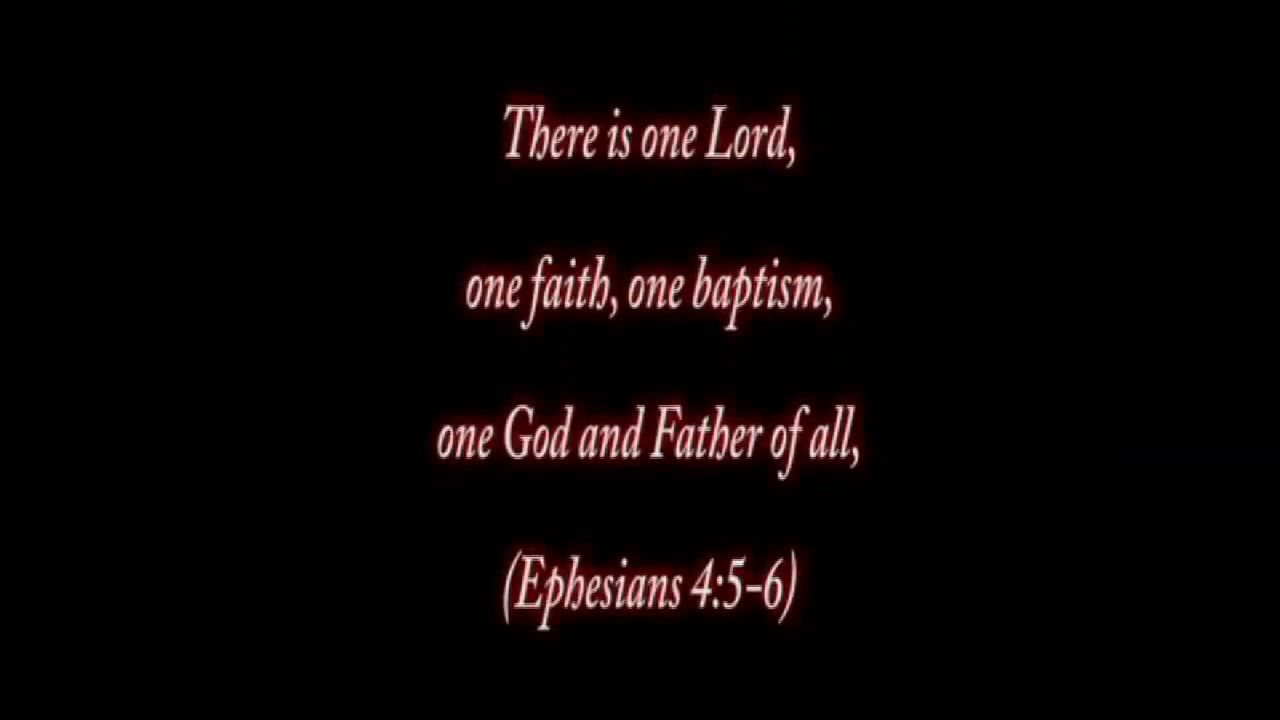 There is one Lord,
one faith, one baptism,
one God and Father of all,
(Ephesians 4:5-6)